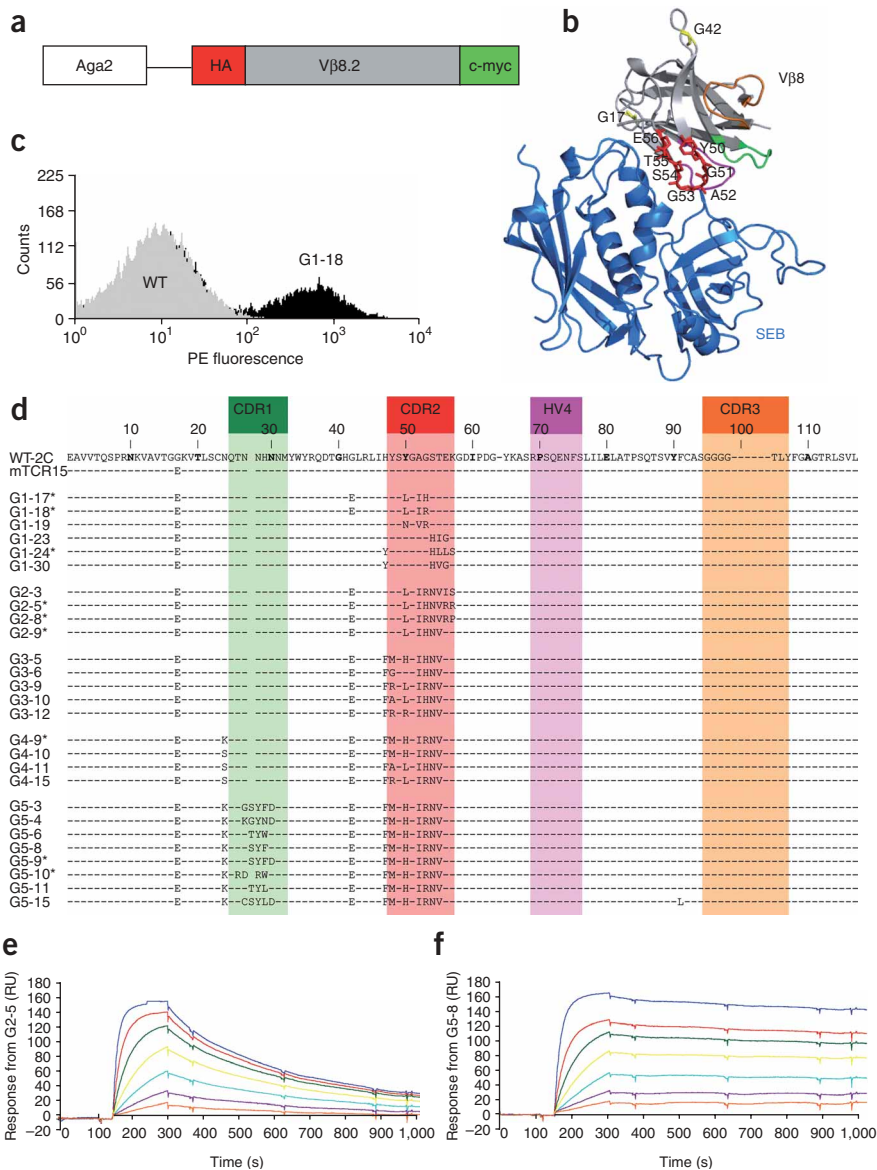 a
Aga2 HA Vβ8.2 c-myc
b
G42
Vβ8
G17
E56
Y50
T55
G51
S54
G53
A52
SEB
c
225
168
112
56
0
Counts
WT
G1-18
10^0 10^1 10^2 10^3 10^4
PE fluorescence
d
CDR1 CDR2 HV4 CDR3
10 20 30 40 50 60 70 80 90 100 110
WT-2C EAVVTQSPRNKVAVTGGKVTLSCNQTN NHNNMYWYRQDTGHGLRLIHYSYGAGSTEKGDIPDG-YKASRPSQENFSLILELATPSQTSVYFCASGGGG------TLYFGAGTRLSVL
mTCR15 E
G1-17* E E L-IH
G1-18* E E L-IR
G1-19 N-VR
G1-23 HIG
G1-24* Y HLLS
G1-30 Y HVG
G2-3 E E L-IRNVIS
G2-5* E E L-IRNVRR
G2-8* E E L-IRNVRP
G2-9* E E L-IHNV
G3-5 E E FM-H-IHNV
G3-6 E E FG
G3-9 E E FR-L-IHNV
G3-10 E E FA-L-IHNV
G3-12 E E FR-R-IHNV
G4-9* E K E FM-H-IRNV
G4-10 E S E FM-H-IRNV
G4-11 E S E FA-L-IHNV
G4-15 E S E FR-L-IRNV
G5-3 E K GSYFD E FM-H-IRNV
G5-4 E K KGYND E FM-H-IRNV
G5-6 E K TYW E FM-H-IRNV
G5-8 E K SYF E FM-H-IRNV
G5-9* E K SYFD E FM-H-IRNV
G5-10* E K-RD RW E FM-H-IRNV
G5-11 E K TYL E FM-H-IRNV
G5-15 E K CSYLD E FM-H-IRNV L
e
Response from G2-5 (RU)
160
140
120
100
80
60
40
20
0
−20
0 100 200 300 400 500 600 700 800 900 1,000
Time (s)
f
Response from G5-8 (RU)
180
160
140
120
100
80
60
40
20
0
−20
0 100 200 300 400 500 600 700 800 900 1,000
Time (s)